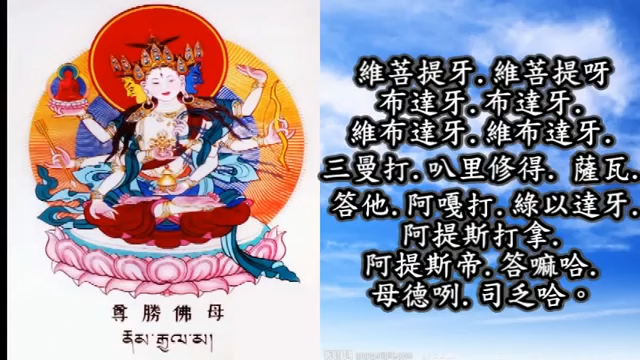 尊勝佛母
རྣམ་རྒྱལ་མ།
維菩提牙.維菩提呀
布達牙.布達牙.
維布達牙.維布達牙.
三曼打.叭里修得.薩瓦.
答他.阿嘎打.綠以達牙.
阿提斯打拿.
阿提斯帝.答嘛哈.
母德咧.司乏哈。